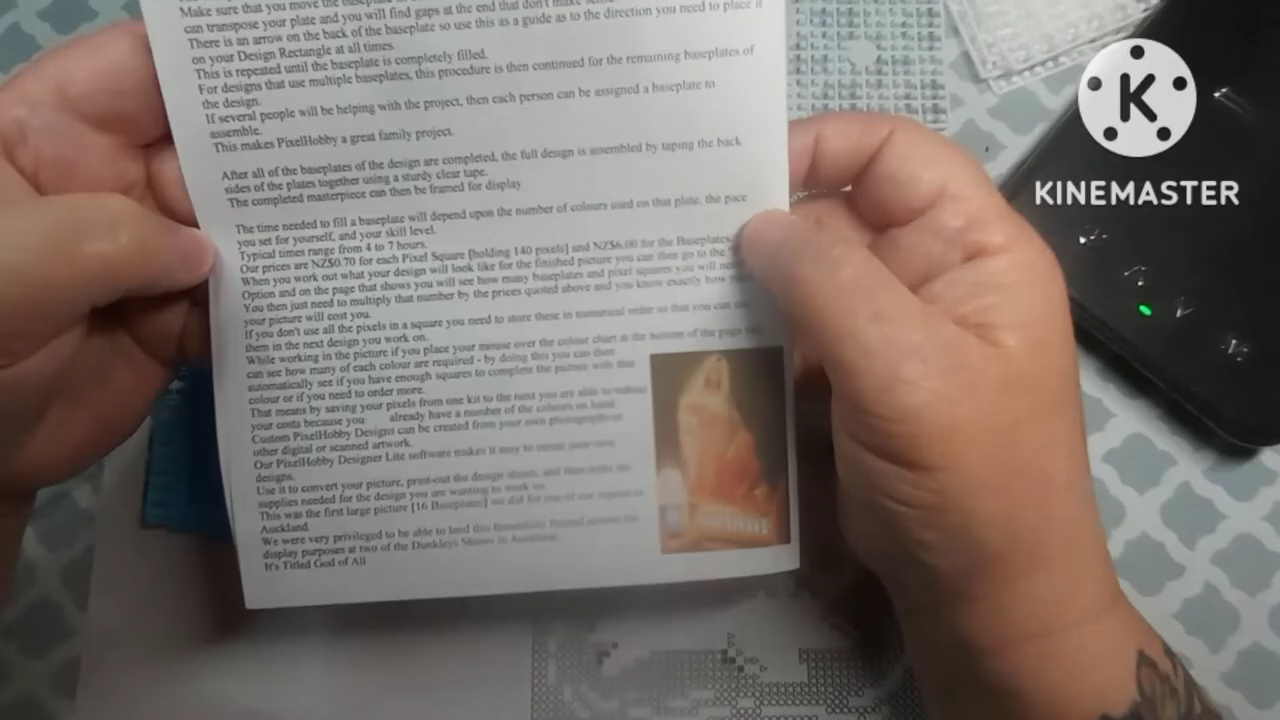 Make sure that you move the baseplate
can transpose your plate and you will find gaps at the end that don't make sense
There is an arrow on the back of the baseplate so use this as a guide as to the direction you need to place it
on your Design Rectangle at all times.
This is repeated until the baseplate is completely filled.
For designs that use multiple baseplates, this procedure is then continued for the remaining baseplates of
the design.
If several people will be helping with the project, then each person can be assigned a baseplate to
assemble.
This makes PixelHobby a great family project.
After all of the baseplates of the design are completed, the full design is assembled by taping the back
sides of the plates together using a sturdy clear tape.
The completed masterpiece can then be framed for display
The time needed to fill a baseplate will depend upon the number of colours used on that plate, the pace
you set for yourself, and your skill level.
Typical times range from 4 to 7 hours.
Our prices are NZ$0.70 for each Pixel Square [holding 140 pixels] and NZ$6.00 for the Baseplates
When you work out what your design will look like for the finished picture you can then go to the
Option and on the page that shows you will see how many baseplates and pixel squares you will need
You then just need to multiply that number by the prices quoted above and you know exactly how
your picture will cost you.
If you don't use all the pixels in a square you need to store these in numerical order so that you can use
them in the next design you work on.
While working in the picture if you place your mouse over the colour chart at the bottom of the page you
can see how many of each colour are required - by doing this you can then
automatically see if you have enough squares to complete the picture with that
colour or if you need to order more.
That means by saving your pixels from one kit to the next you are able to reduce
your costs because you already have a number of the colours on hand.
Custom PixelHobby Designs can be created from your own photographs or
other digital or scanned artwork.
Our PixelHobby Designer Lite software makes it easy to create your own
designs.
Use it to convert your picture, print-out the design sheets, and then order the
supplies needed for the design you are wanting to work on.
This was the first large picture [16 Baseplates] we did for one of our
Auckland
We were very privileged to be able to lend this Beautifully framed
display purposes at two of the Dunkleys Shows in Auckland
It's Titled God of All
K
KINEMASTER